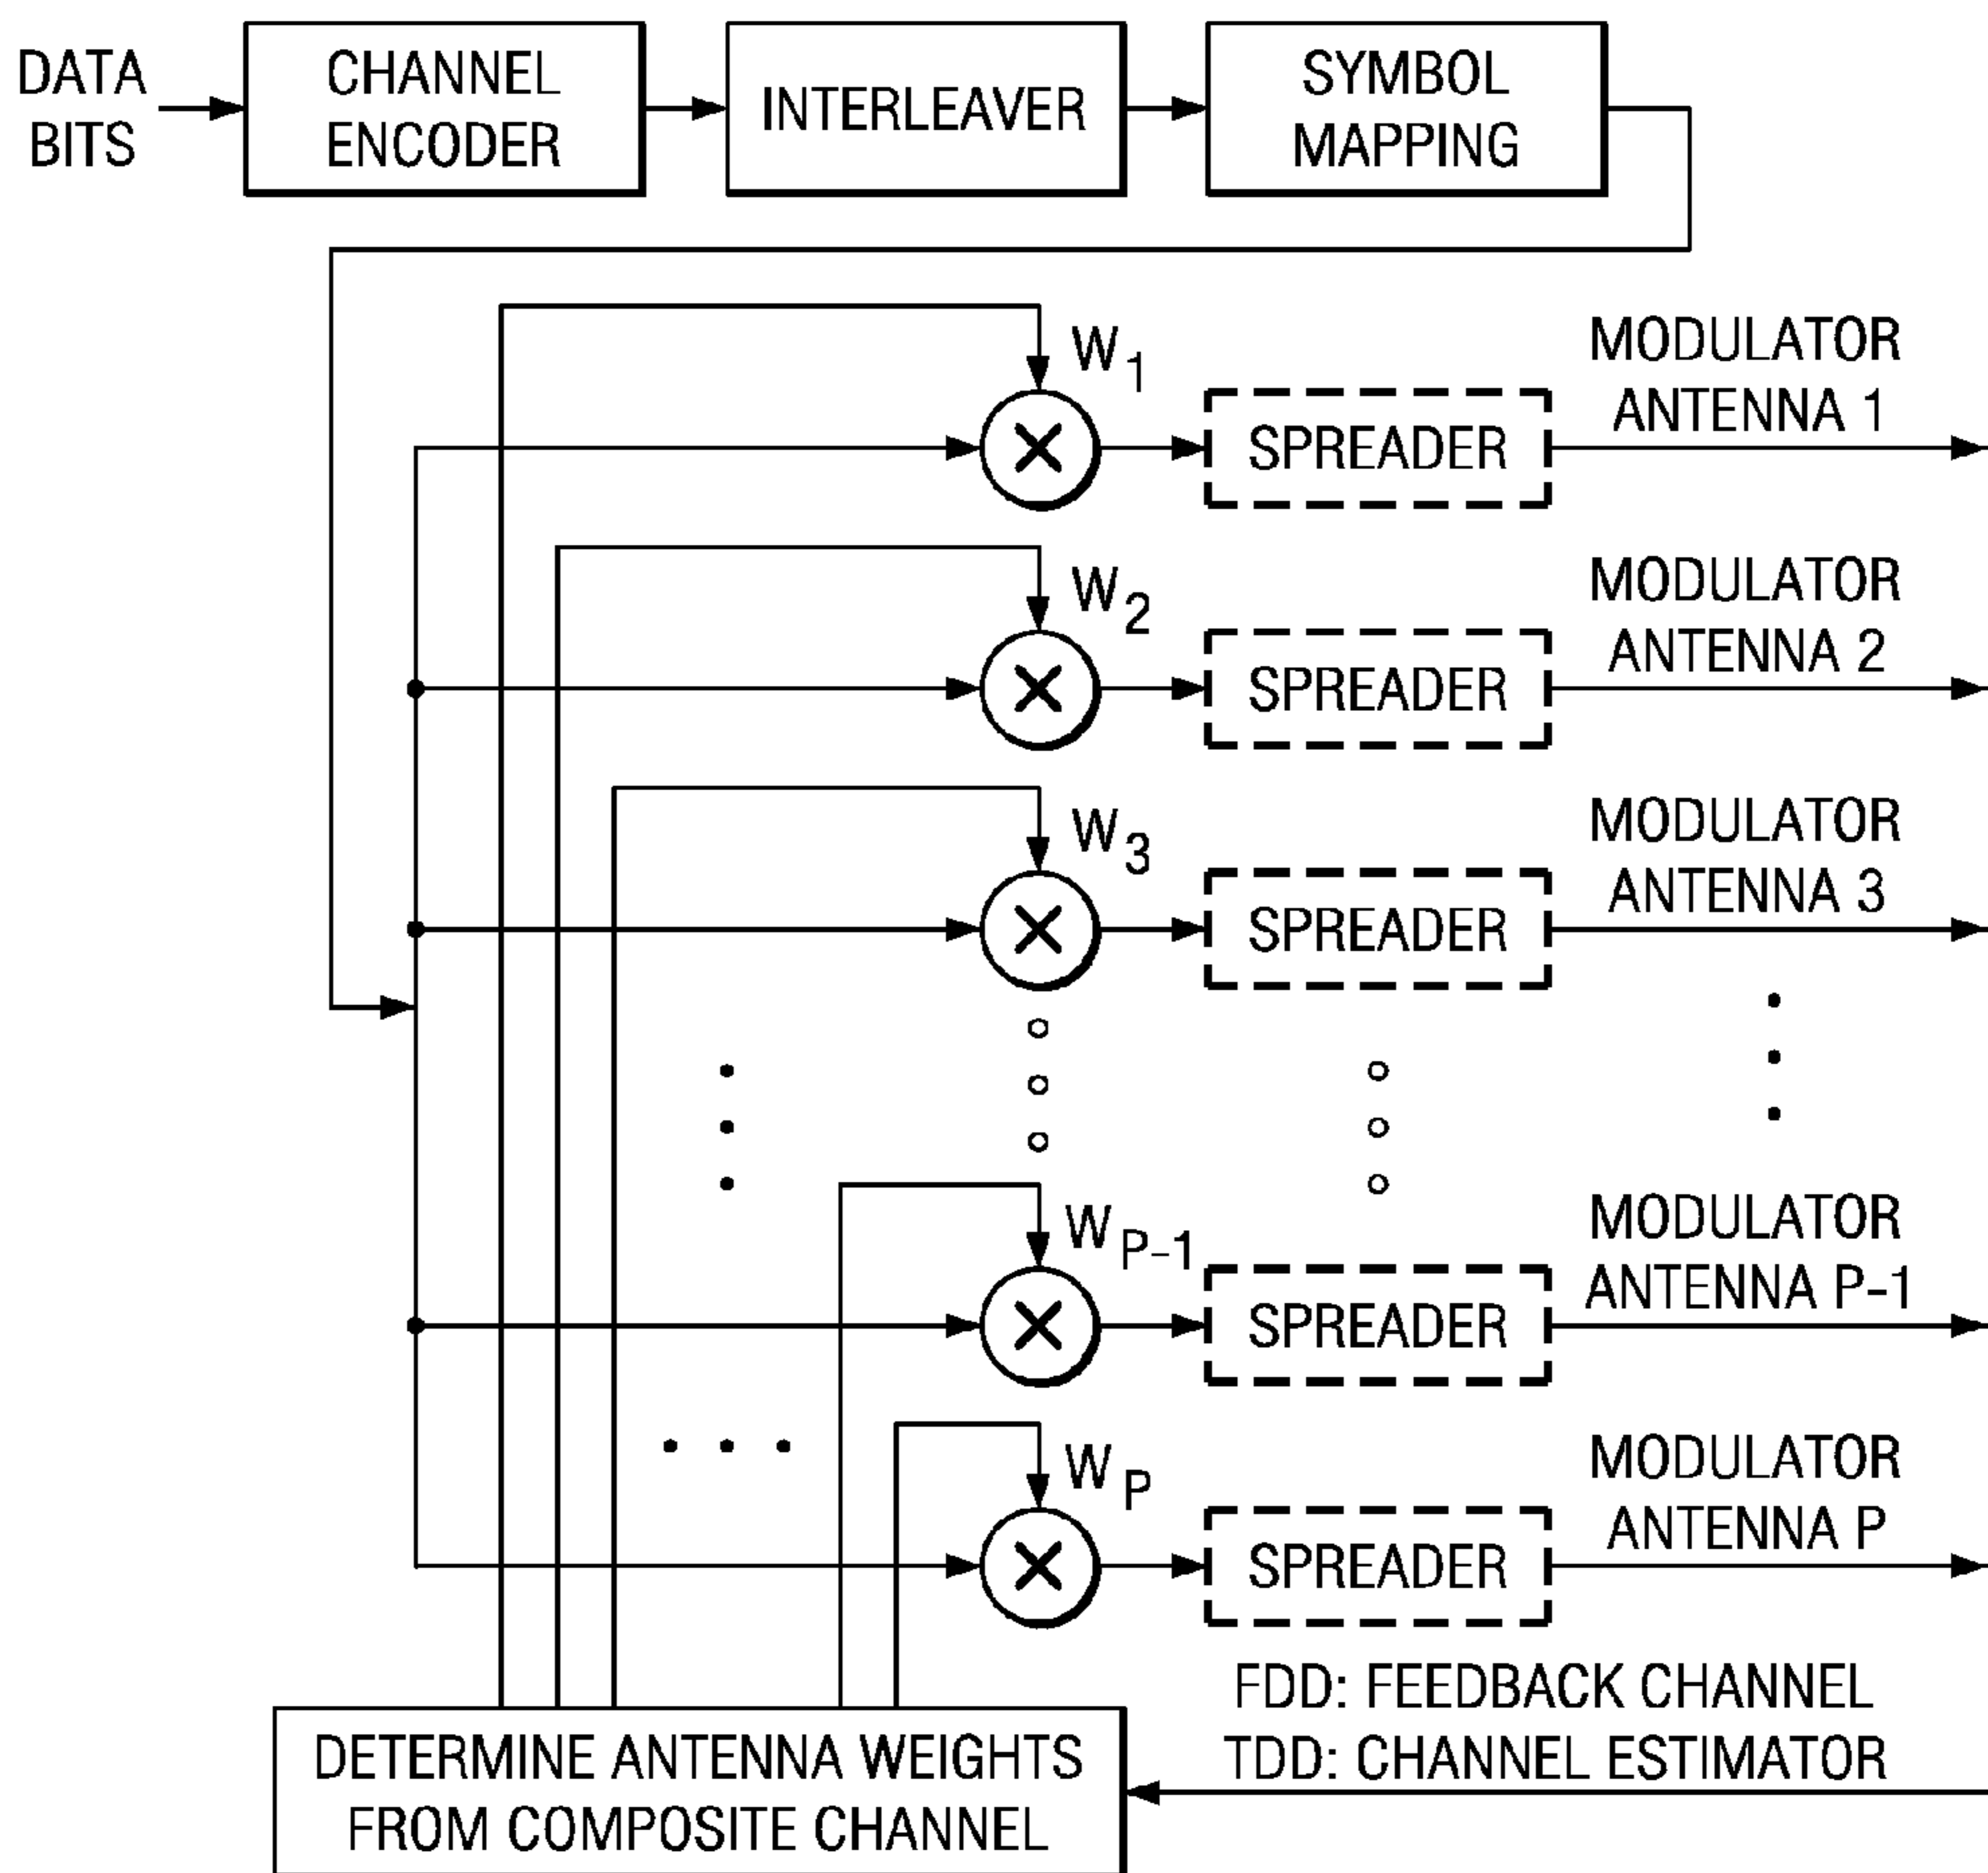 DATA
BITS
CHANNEL
ENCODER
INTERLEAVER
SYMBOL
MAPPING
W1
MODULATOR
ANTENNA 1
SPREADER
W2
MODULATOR
ANTENNA 2
SPREADER
W3
MODULATOR
ANTENNA 3
SPREADER
WP-1
MODULATOR
ANTENNA P-1
SPREADER
WP
MODULATOR
ANTENNA P
SPREADER
FDD: FEEDBACK CHANNEL
TDD: CHANNEL ESTIMATOR
DETERMINE ANTENNA WEIGHTS
FROM COMPOSITE CHANNEL